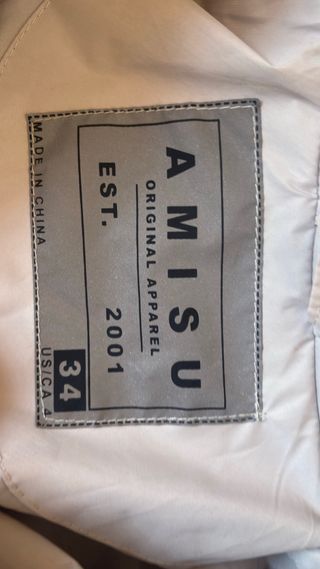 AMISU
ORIGINAL APPAREL
EST. 2001
34
MADE IN CHINA
US/CA 4